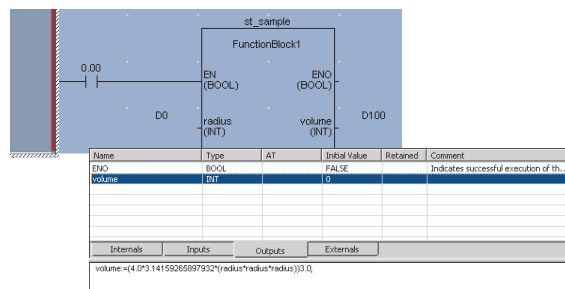 st_sample
FunctionBlock1
0.00
EN
(BOOL)
ENO
(BOOL)
D0
radius
(INT)
volume
(INT)
D100
Name Type AT Initial Value Retained Comment
ENO BOOL FALSE Indicates successful execution of th...
volume INT 0
Internals Inputs Outputs Externals
volume:=(4.0*3.14159265897932*(radius*radius*radius))3.0;